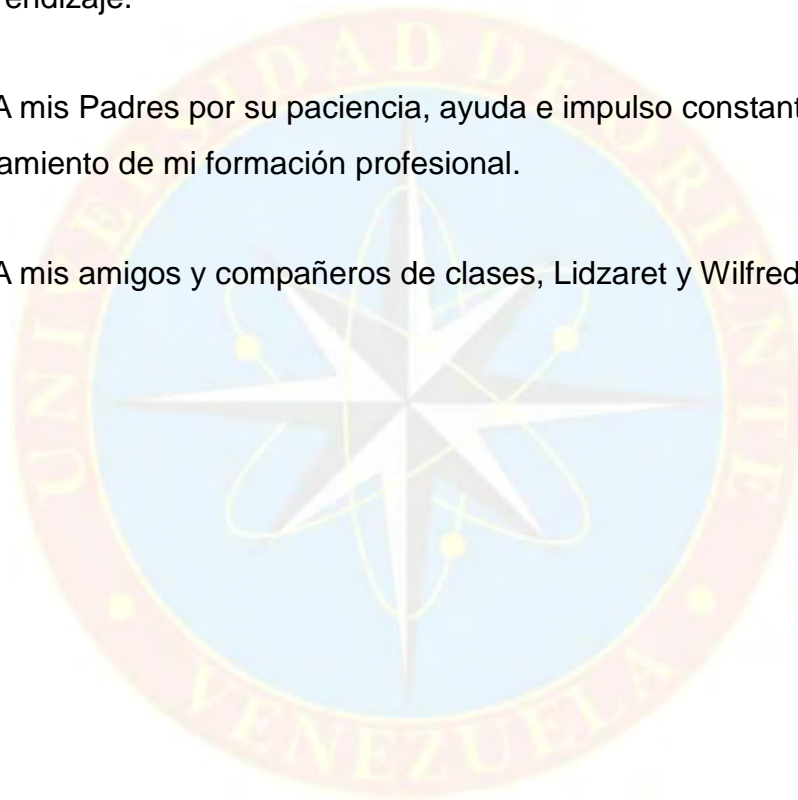 endizaje.
A mis Padres por su paciencia, ayuda e impulso constant
amiento de mi formación profesional.
A mis amigos y compañeros de clases, Lidzaret y Wilfred
UNIVERSIDAD DE ORIENTE
VENEZUELA